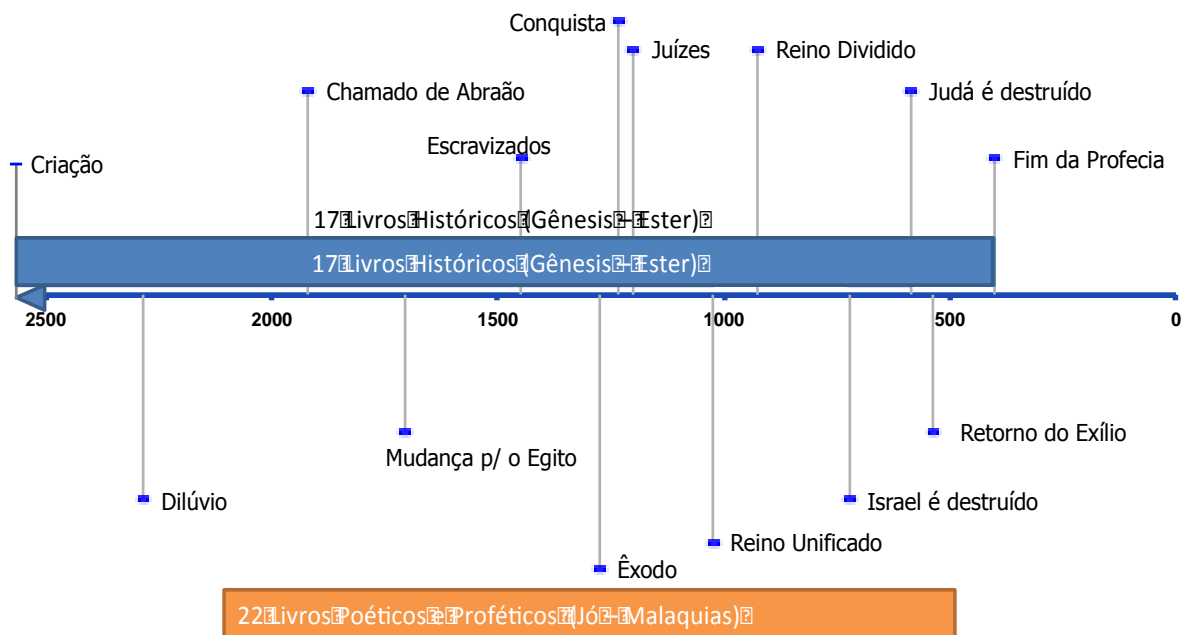 Conquista
Juízes
Reino Dividido
Chamado de Abraão
Judá é destruído
Escravizados
Criação
Fim da Profecia
17 Livros Históricos (Gênesis – Ester)
17 Livros Históricos (Gênesis – Ester)
2500 2000 1500 1000 500 0
Retorno do Exílio
Mudança p/ o Egito
Dilúvio
Israel é destruído
Reino Unificado
Êxodo
22 Livros Poéticos e Proféticos (Jó – Malaquias)